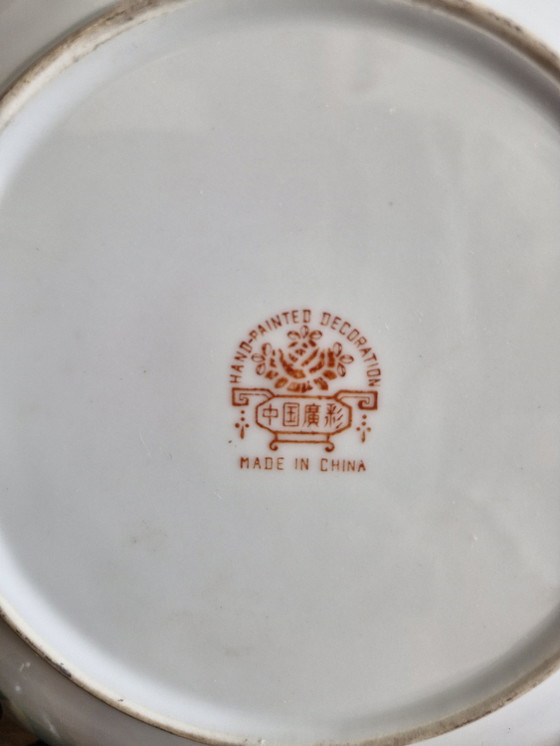 HAND-PAINTED DECORATION
中国廣彩
MADE IN CHINA